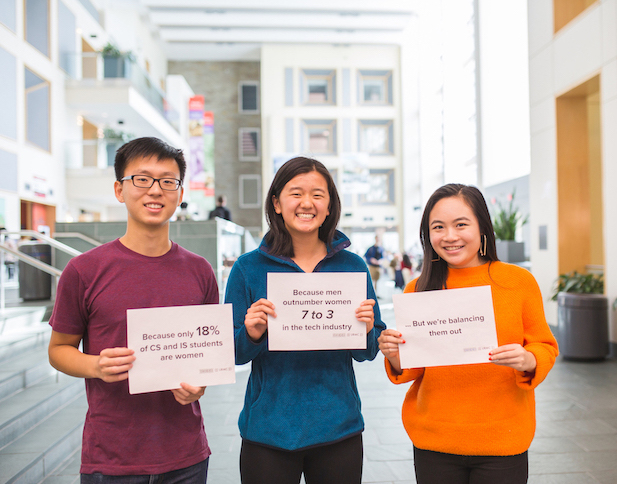 Because only 18%
of CS and IS students
are women
Because men
outnumber women
7 to 3
in the tech industry
... But we're balancing
them out